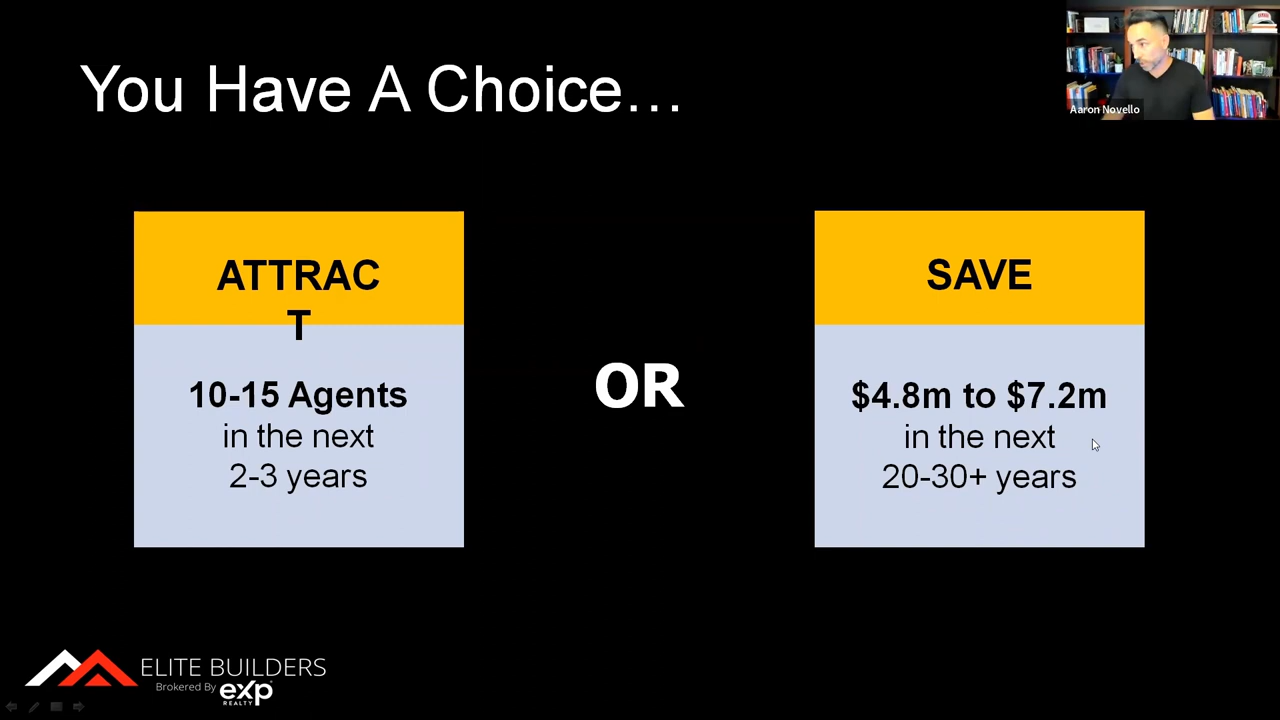 You Have A Choice…
Aaron Novello
ATTRAC
T
10-15 Agents
in the next
2-3 years
OR
SAVE
$4.8m to $7.2m
in the next
20-30+ years
ELITE BUILDERS
Brokered By eXp
REALTY